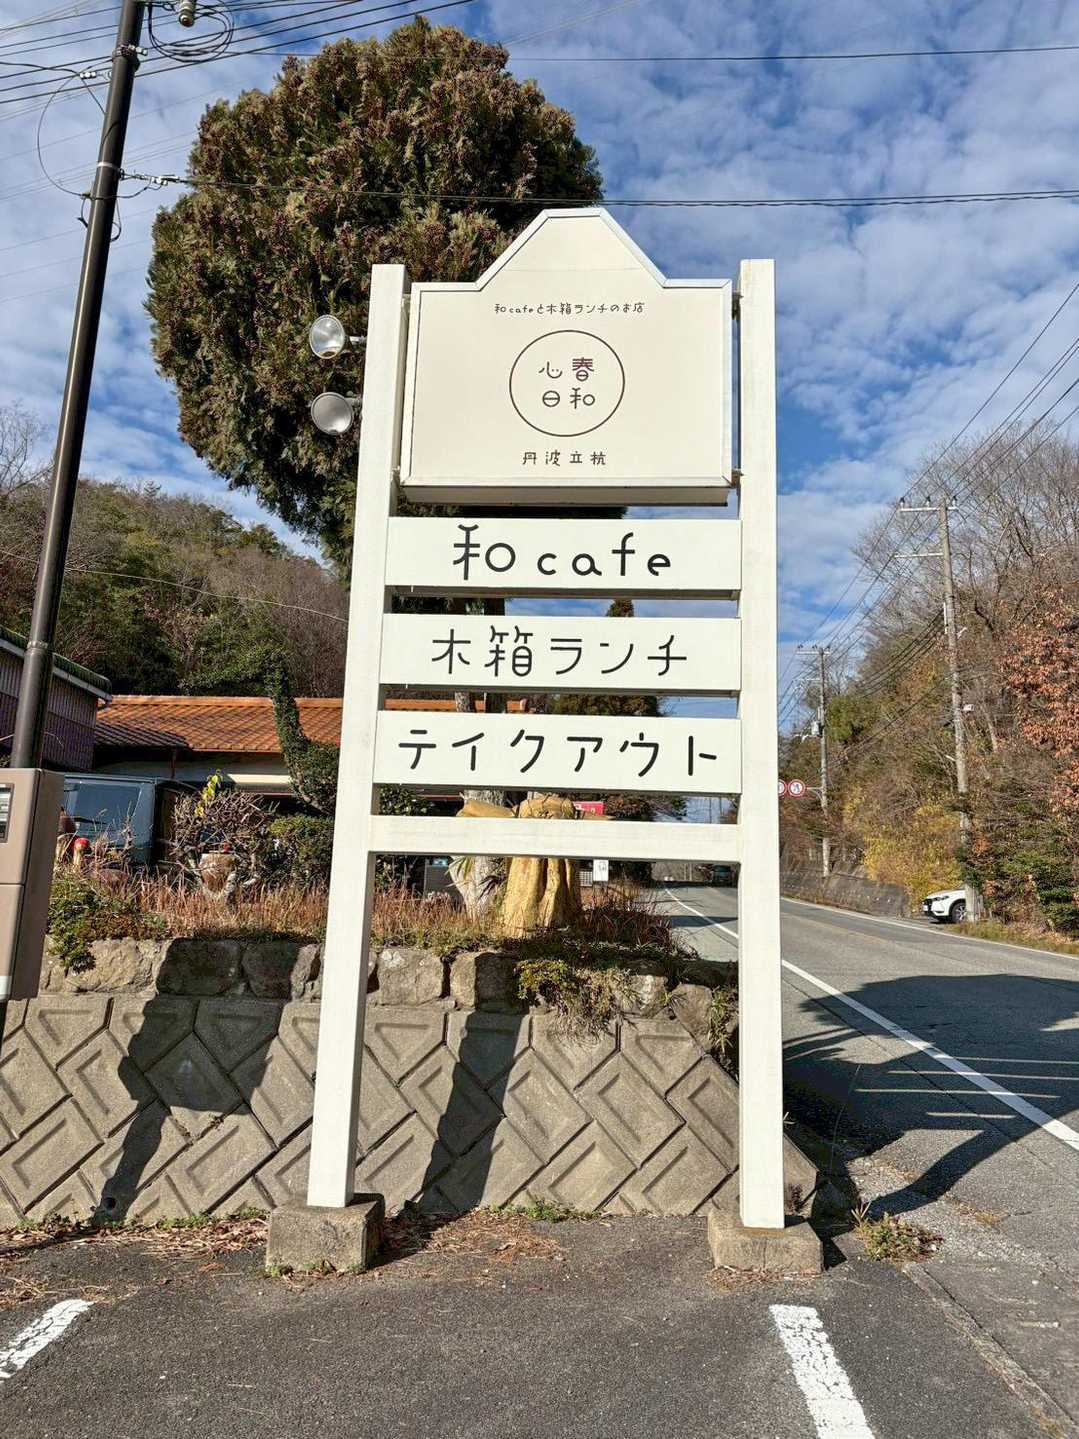 和cafeと木箱ランチのお店
心春
日和
丹波立杭
和cafe
木箱ランチ
テイクアウト